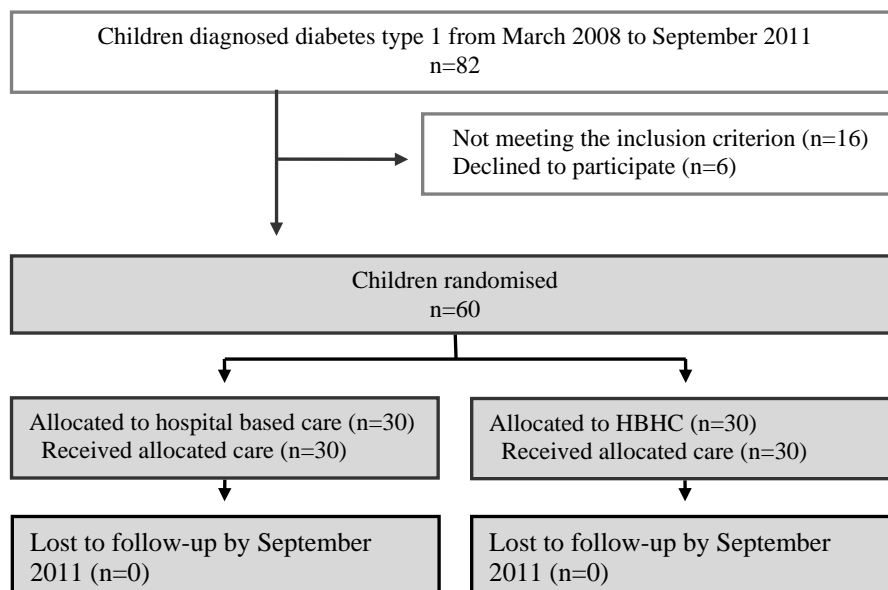 Children diagnosed diabetes type 1 from March 2008 to September 2011
n=82
Not meeting the inclusion criterion (n=16)
Declined to participate (n=6)
Children randomised
n=60
Allocated to hospital based care (n=30)
Received allocated care (n=30)
Allocated to HBHC (n=30)
Received allocated care (n=30)
Lost to follow-up by September
2011 (n=0)
Lost to follow-up by September
2011 (n=0)